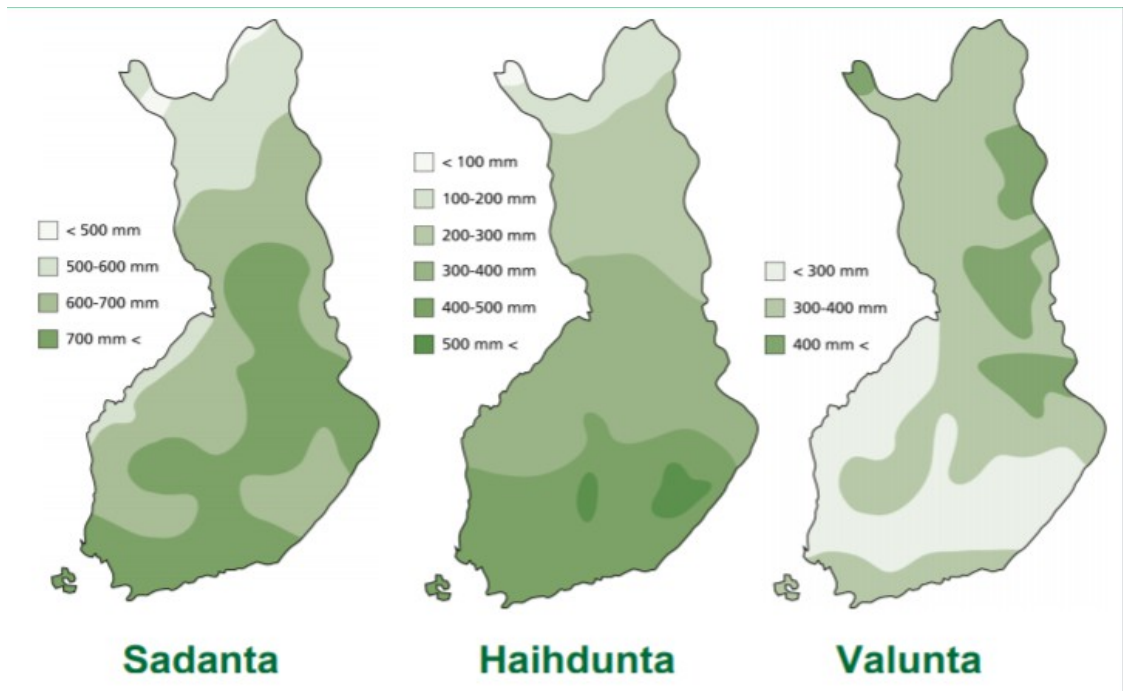 < 500 mm
500-600 mm
600-700 mm
700 mm <
< 100 mm
100-200 mm
200-300 mm
300-400 mm
400-500 mm
500 mm <
< 300 mm
300-400 mm
400 mm <
Sadanta
Haihdunta
Valunta